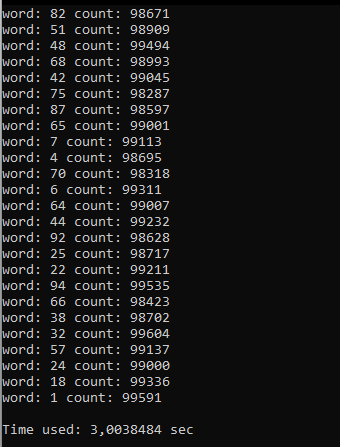 word: 82 count: 98671
word: 51 count: 98909
word: 48 count: 99494
word: 68 count: 98993
word: 42 count: 99045
word: 75 count: 98287
word: 87 count: 98597
word: 65 count: 99001
word: 7 count: 99113
word: 4 count: 98695
word: 70 count: 98318
word: 6 count: 99311
word: 64 count: 99007
word: 44 count: 99232
word: 92 count: 98628
word: 25 count: 98717
word: 22 count: 99211
word: 94 count: 99535
word: 66 count: 98423
word: 38 count: 98702
word: 32 count: 99604
word: 57 count: 99137
word: 24 count: 99000
word: 18 count: 99336
word: 1 count: 99591
Time used: 3,0038484 sec